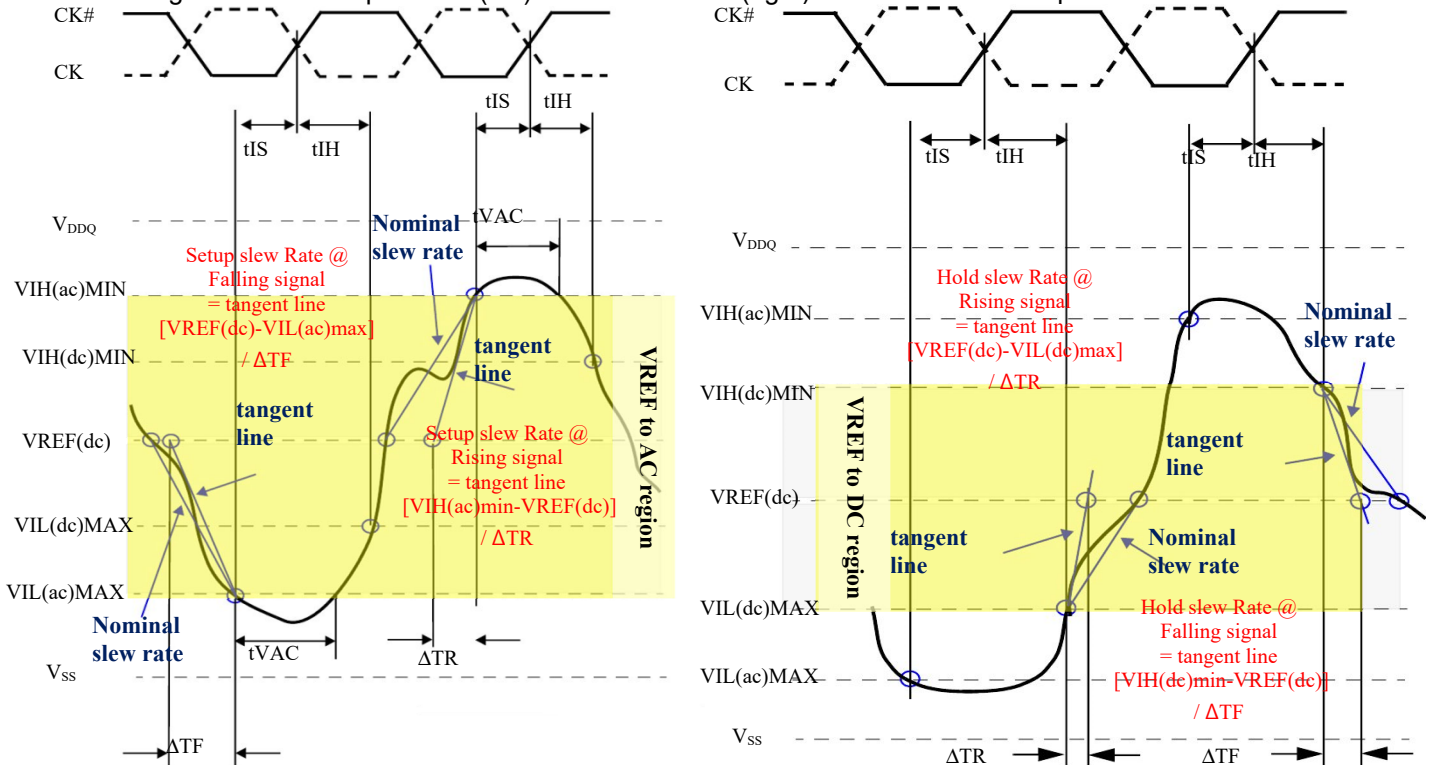 CK#
CK
tIS
tIH
tIS
tIH
VDDQ
Nominal
slew rate
tVAC
Setup slew Rate @
Falling signal
= tangent line
[VREF(dc)-VIL(ac)max]
/ ΔTF
VIH(ac)MIN
VIH(dc)MIN
tangent
line
tangent
line
VREF(dc)
Setup slew Rate @
Rising signal
= tangent line
[VIH(ac)min-VREF(dc)]
/ ΔTR
VREF to AC region
VIL(dc)MAX
VIL(ac)MAX
Nominal
slew rate
tVAC
ΔTR
VSS
ΔTF
(right)
CK#
CK
tIS
tIH
tIS
tIH
VDDQ
Hold slew Rate @
Rising signal
= tangent line
[VREF(dc)-VIL(dc)max]
/ ΔTR
VIH(ac)MIN
Nominal
slew rate
VIH(dc)MIN
VREF to DC region
tangent
line
VREF(dc)
tangent
line
Nominal
slew rate
VIL(dc)MAX
Hold slew Rate @
Falling signal
= tangent line
[VIH(dc)min-VREF(dc)]
/ ΔTF
VIL(ac)MAX
VSS
ΔTR
ΔTF